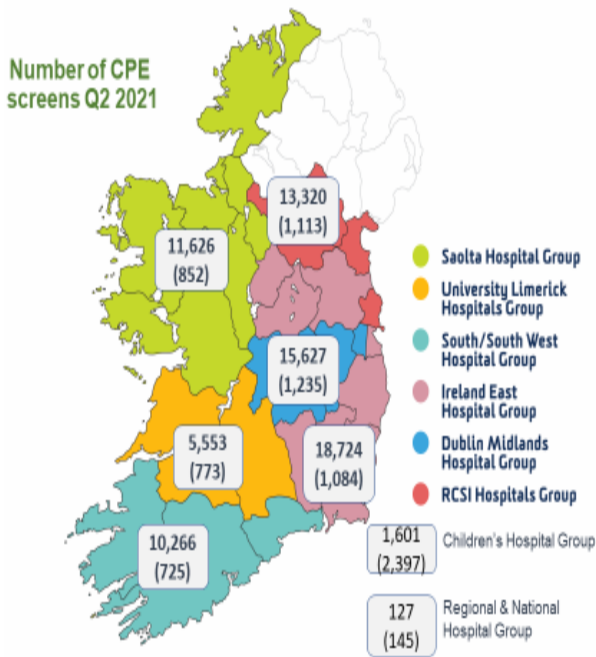 Number of CPE
screens Q2 2021
13,320
(1,113)
11,626
(852)
15,627
(1,235)
5,553
(773)
18,724
(1,084)
10,266
(725)
Saolta Hospital Group
University Limerick
Hospitals Group
South/South West
Hospital Group
Ireland East
Hospital Group
Dublin Midlands
Hospital Group
RCSI Hospitals Group
1,601
(2,397)
Children's Hospital Group
127
(145)
Regional & National
Hospital Group